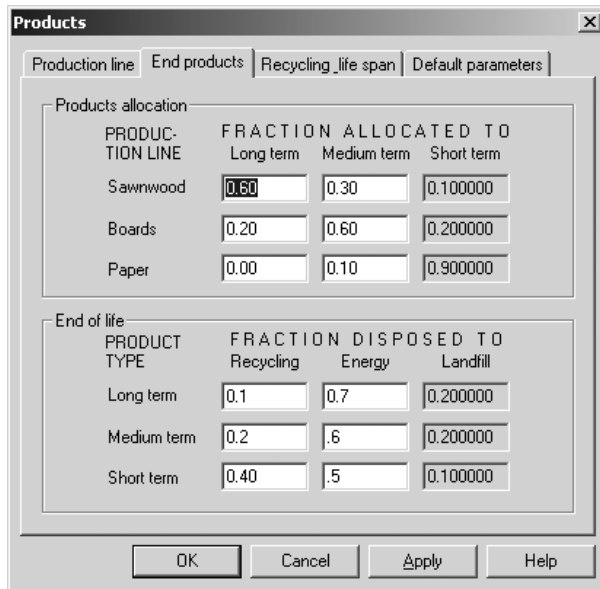 Products
Production line End products Recycling_life span Default parameters
Products allocation
PRODUC- FRACTION ALLOCATED TO
TION LINE Long term Medium term Short term
Sawnwood 0.60 0.30 0.100000
Boards 0.20 0.60 0.200000
Paper 0.00 0.10 0.900000
End of life
PRODUCT FRACTION DISPOSED TO
TYPE Recycling Energy Landfill
Long term 0.1 0.7 0.200000
Medium term 0.2 .6 0.200000
Short term 0.40 .5 0.100000
OK Cancel Apply Help